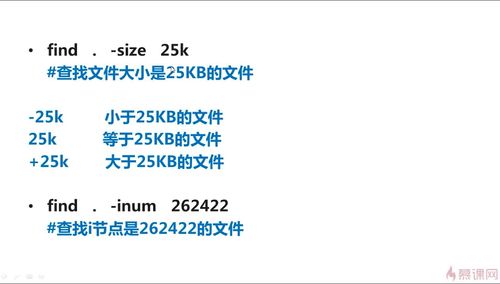 • find . -size 25k
#查找文件大小是25KB的文件
-25k 小于25KB的文件
25k 等于25KB的文件
+25k 大于25KB的文件
• find . -inum 262422
#查找i节点是262422的文件
慕课网